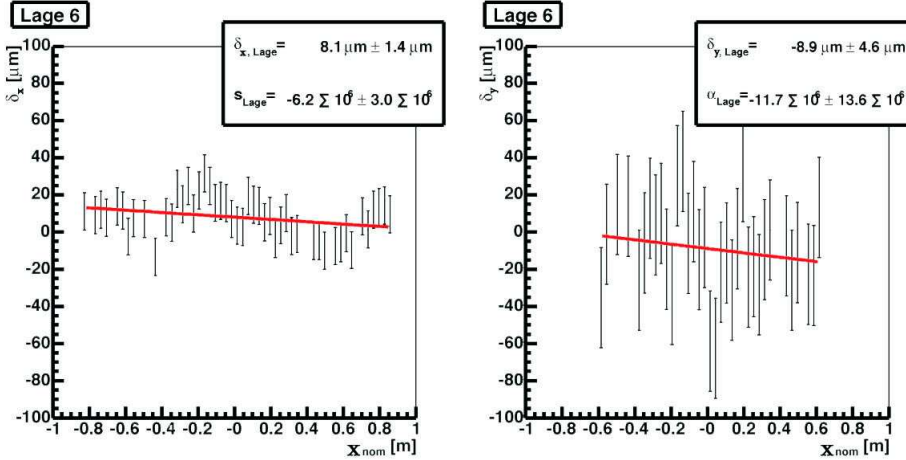 Lage 6
δx, Lage= 8.1 μm ± 1.4 μm
sLage= -6.2 ∑ 10⁶ ± 3.0 ∑ 10⁶
δx [μm]
100
80
60
40
20
0
-20
-40
-60
-80
-100
-1 -0.8 -0.6 -0.4 -0.2 -0 0.2 0.4 0.6 0.8 1
xnom [m]
Lage 6
δy, Lage= -8.9 μm ± 4.6 μm
αLage=-11.7 ∑ 10⁶ ± 13.6 ∑ 10⁶
δy [μm]
100
80
60
40
20
0
-20
-40
-60
-80
-100
-1 -0.8 -0.6 -0.4 -0.2 -0 0.2 0.4 0.6 0.8 1
xnom [m]